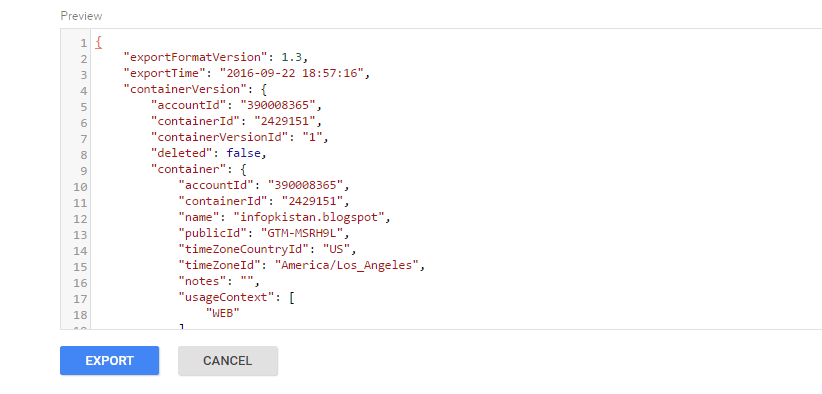 Preview
1 {
2 "exportFormatVersion": 1.3,
3 "exportTime": "2016-09-22 18:57:16",
4 "containerVersion": {
5 "accountId": "390008365",
6 "containerId": "2429151",
7 "containerVersionId": "1",
8 "deleted": false,
9 "container": {
10 "accountId": "390008365",
11 "containerId": "2429151",
12 "name": "infopkistan.blogspot",
13 "publicId": "GTM-MSRH9L",
14 "timeZoneCountryId": "US",
15 "timeZoneId": "America/Los_Angeles",
16 "notes": "",
17 "usageContext": [
18 "WEB"
EXPORT CANCEL